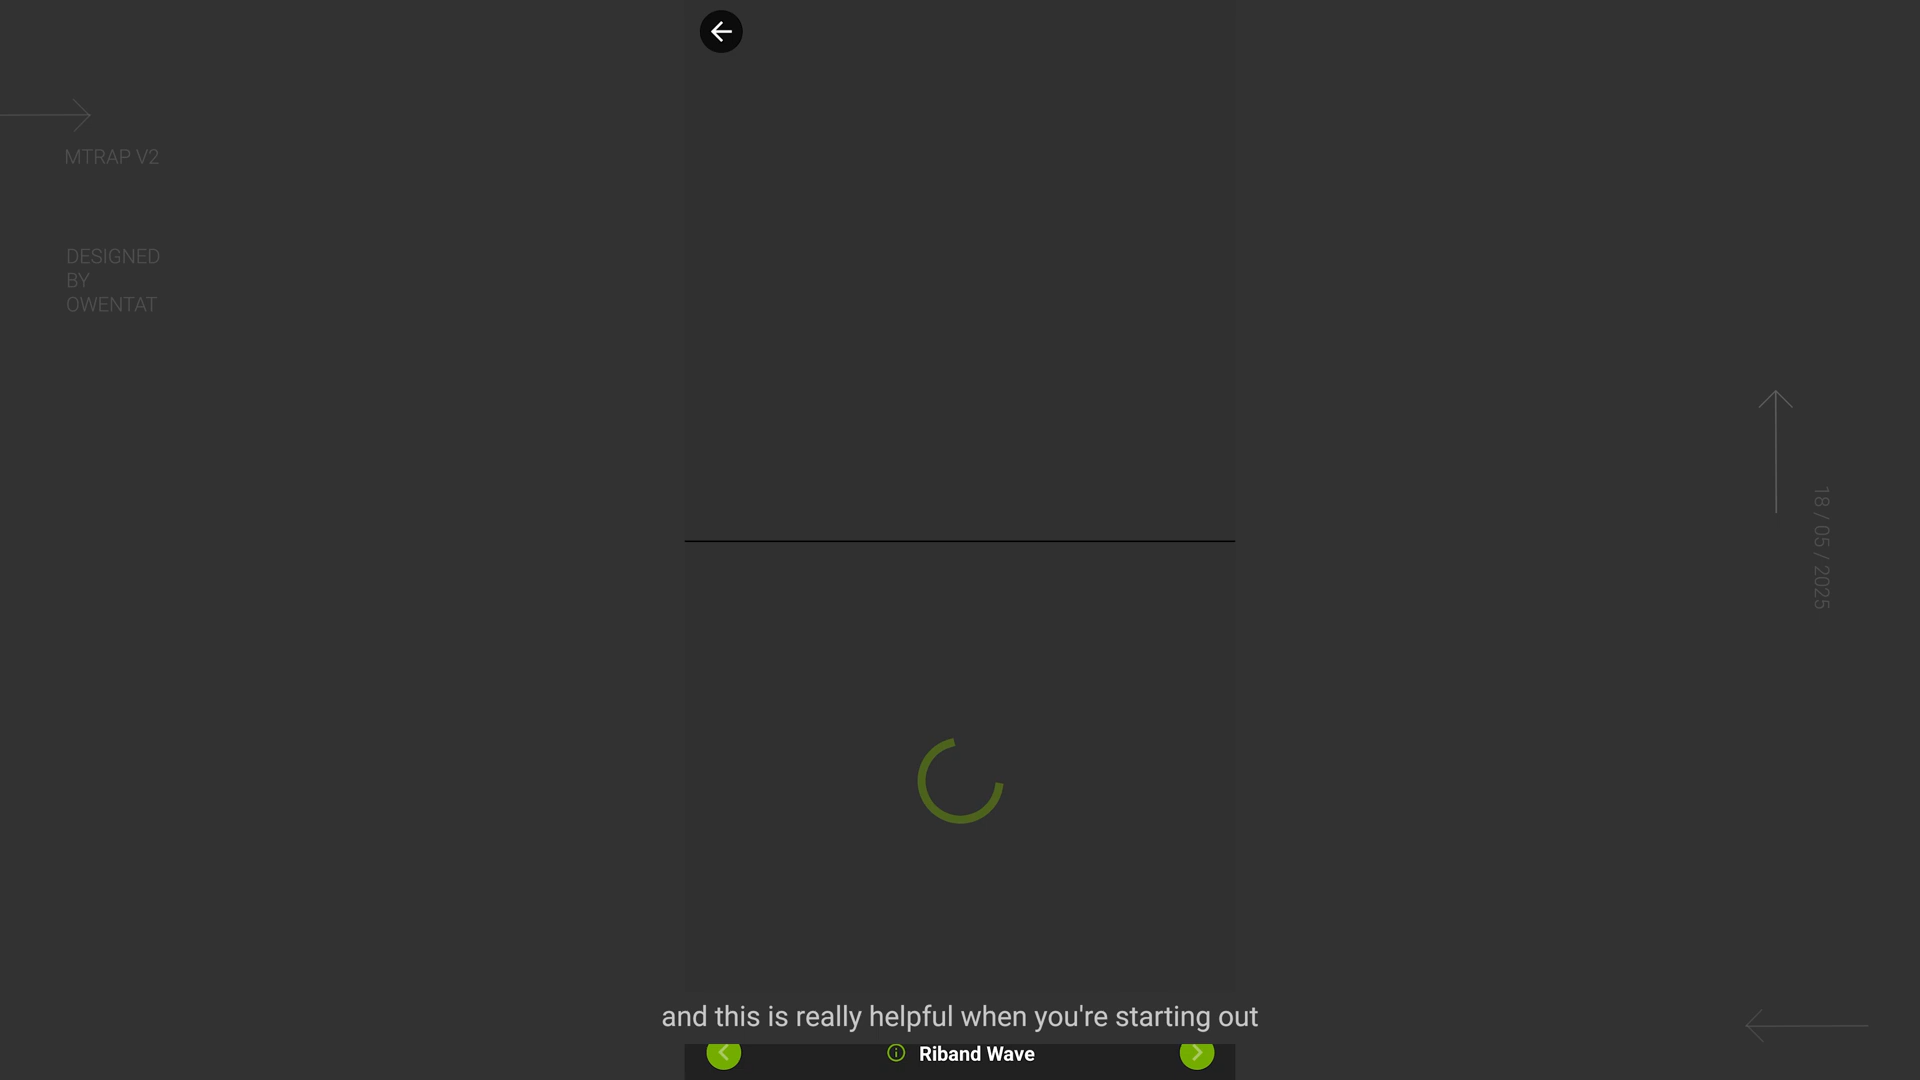 MTRAP V2
DESIGNED
BY
OWENTAT
18 / 05 / 2025
and this is really helpful when you're starting out
Riband Wave